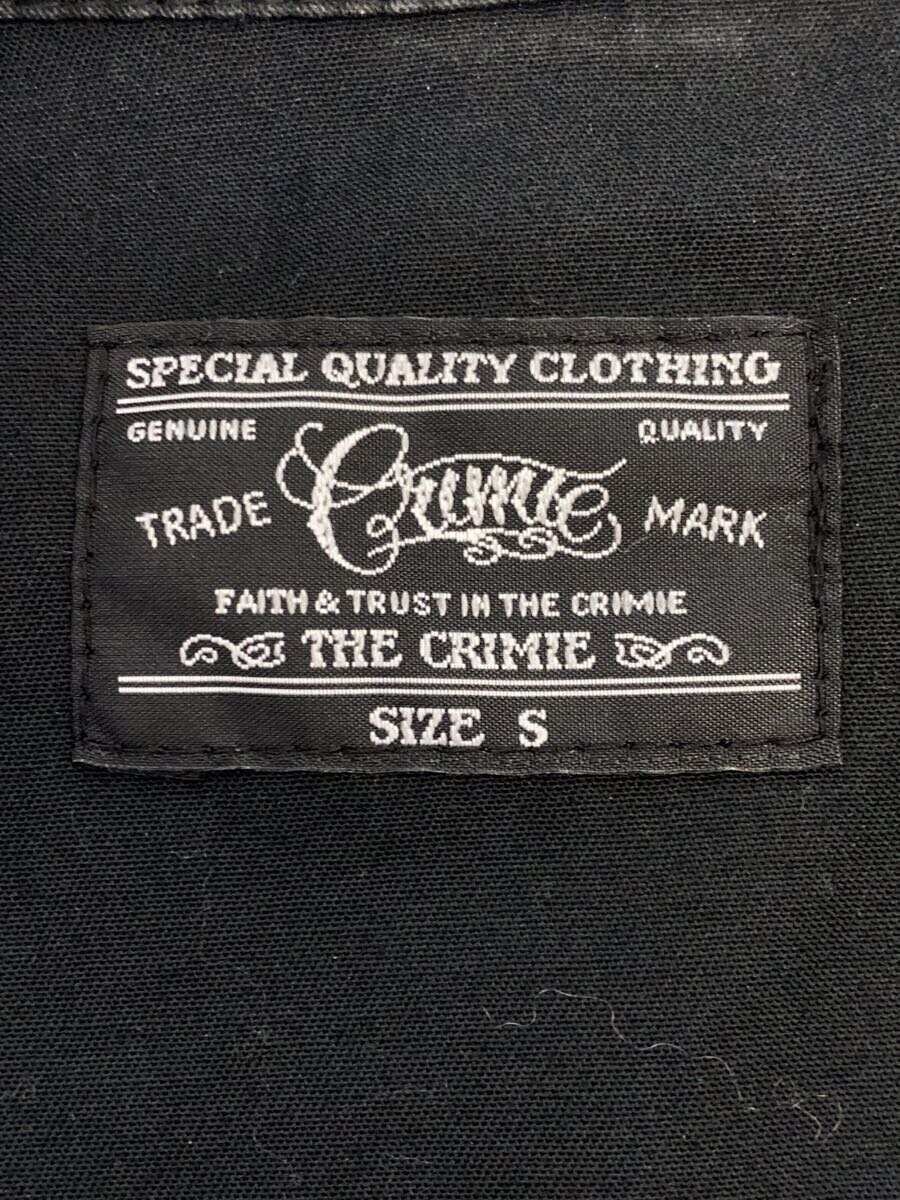 SPECIAL QUALITY CLOTHING
GENUINE QUALITY
TRADE Crimie MARK
FAITH & TRUST IN THE CRIMIE
THE CRIMIE
SIZE S